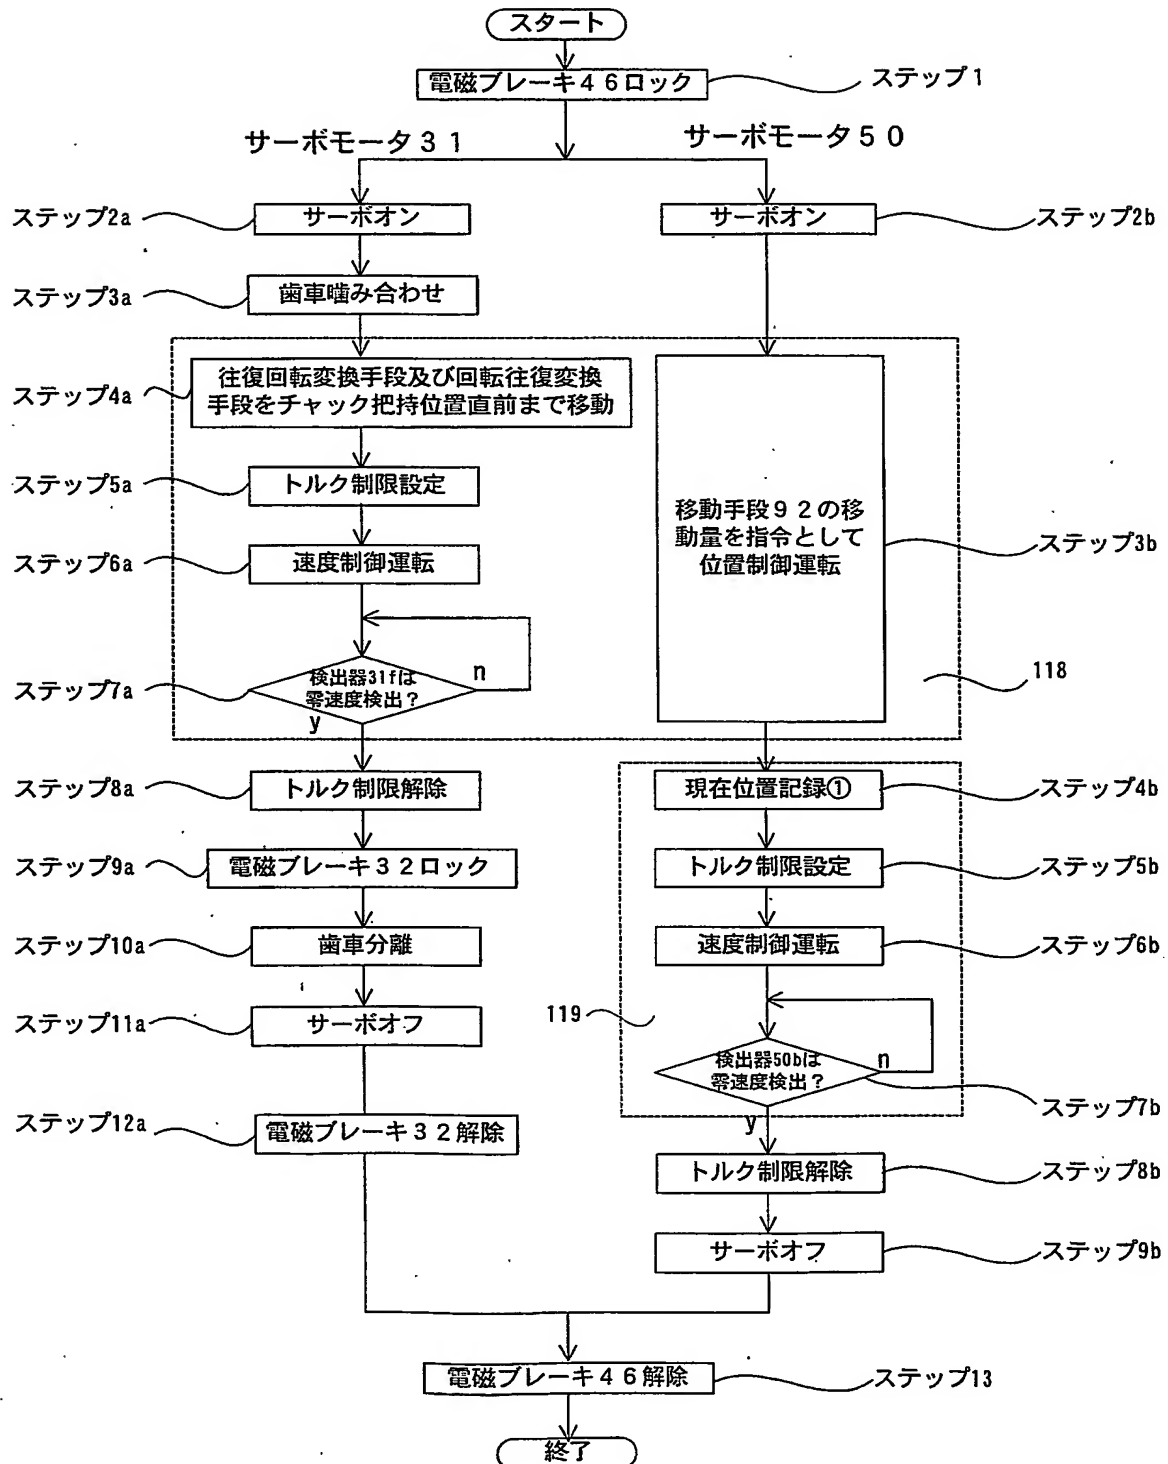 スタート
電磁ブレーキ46ロック
ステップ1
サーボモータ31
サーボモータ50
ステップ2a
サーボオン
サーボオン
ステップ2b
ステップ3a
歯車噛み合わせ
ステップ4a
往復回転変換手段及び回転往復変換
手段をチャック把持位置直前まで移動
ステップ5a
トルク制限設定
移動手段92の移
動量を指令として
位置制御運転
ステップ3b
ステップ6a
速度制御運転
ステップ7a
検出器31fは
零速度検出?
n
y
118
ステップ8a
トルク制限解除
現在位置記録①
ステップ4b
ステップ9a
電磁ブレーキ32ロック
トルク制限設定
ステップ5b
ステップ10a
歯車分離
速度制御運転
ステップ6b
ステップ11a
サーボオフ
119
検出器50bは
零速度検出?
n
y
ステップ7b
ステップ12a
電磁ブレーキ32解除
トルク制限解除
ステップ8b
サーボオフ
ステップ9b
電磁ブレーキ46解除
ステップ13
終了